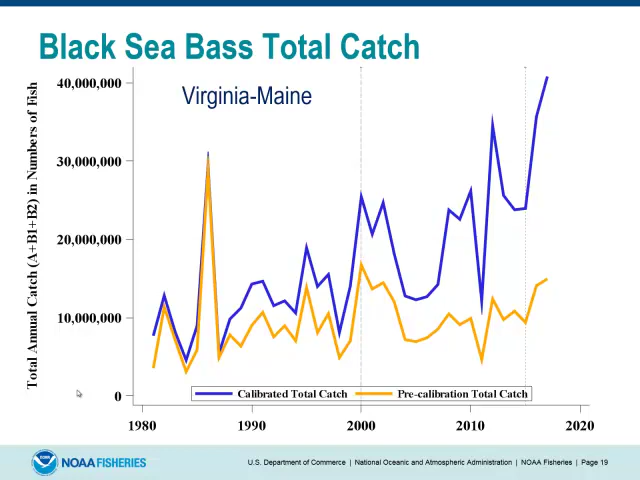 Black Sea Bass Total Catch
Virginia-Maine
Total Annual Catch (A+B1+B2) in Numbers of Fish
40,000,000
30,000,000
20,000,000
10,000,000
0
Calibrated Total Catch
Pre-calibration Total Catch
1980
1990
2000
2010
2020
NOAA FISHERIES
U.S. Department of Commerce | National Oceanic and Atmospheric Administration | NOAA Fisheries | Page 19